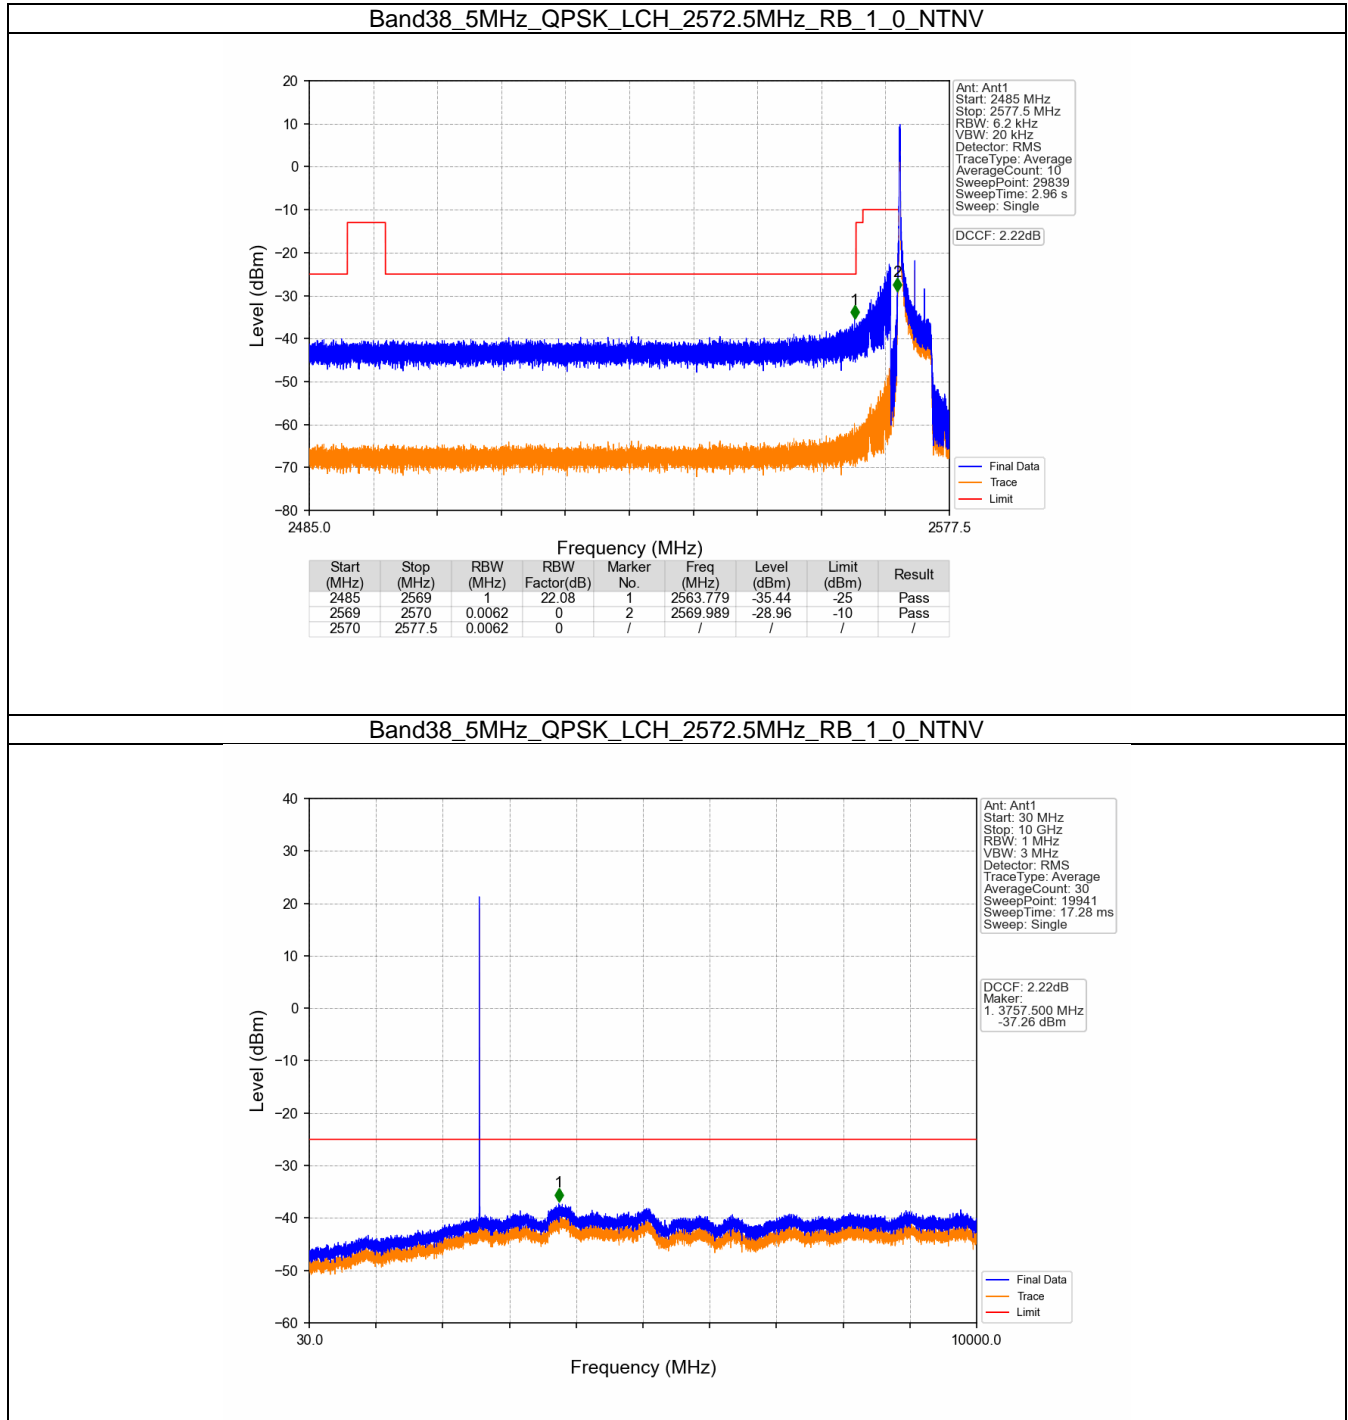 Band38_5MHz_QPSK_LCH_2572.5MHz_RB_1_0_NTNV
20
10
0
−10
−20
−30
−40
−50
−60
−70
−80
Level (dBm)
1
2
2485.0
2577.5
Frequency (MHz)
Ant: Ant1
Start: 2485 MHz
Stop: 2577.5 MHz
RBW: 6.2 kHz
VBW: 20 kHz
Detector: RMS
TraceType: Average
AverageCount: 10
SweepPoint: 29839
SweepTime: 2.96 s
Sweep: Single
DCCF: 2.22dB
Final Data
Trace
Limit
Start (MHz) Stop (MHz) RBW (MHz) RBW Factor(dB) Marker No. Freq (MHz) Level (dBm) Limit (dBm) Result
2485 2569 1 22.08 1 2563.779 -35.44 -25 Pass
2569 2570 0.0062 0 2 2569.989 -28.96 -10 Pass
2570 2577.5 0.0062 0 / / / / /
Band38_5MHz_QPSK_LCH_2572.5MHz_RB_1_0_NTNV
40
30
20
10
0
−10
−20
−30
−40
−50
−60
Level (dBm)
1
30.0
10000.0
Frequency (MHz)
Ant: Ant1
Start: 30 MHz
Stop: 10 GHz
RBW: 1 MHz
VBW: 3 MHz
Detector: RMS
TraceType: Average
AverageCount: 30
SweepPoint: 19941
SweepTime: 17.28 ms
Sweep: Single
DCCF: 2.22dB
Maker:
1. 3757.500 MHz
-37.26 dBm
Final Data
Trace
Limit